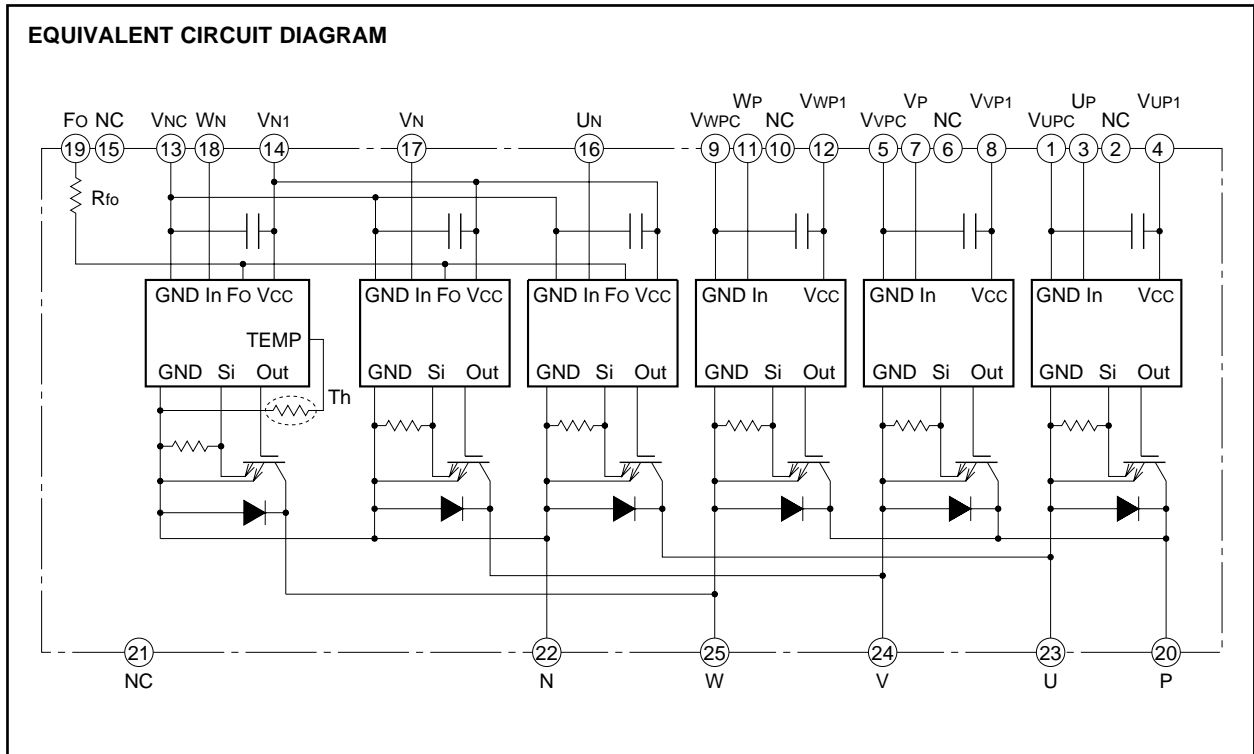 EQUIVALENT CIRCUIT DIAGRAM
WP VWP1 VP VVP1 UP VUP1
FO NC VNC WN VN1 VN UN VWPC NC VVPC NC VUPC NC
19 15 13 18 14 17 16 9 11 10 12 5 7 6 8 1 3 2 4
Rfo
GND In FO VCC GND In FO VCC GND In FO VCC GND In VCC GND In VCC GND In VCC
TEMP
GND Si Out GND Si Out GND Si Out GND Si Out GND Si Out GND Si Out
Th
21 22 25 24 23 20
NC N W V U P